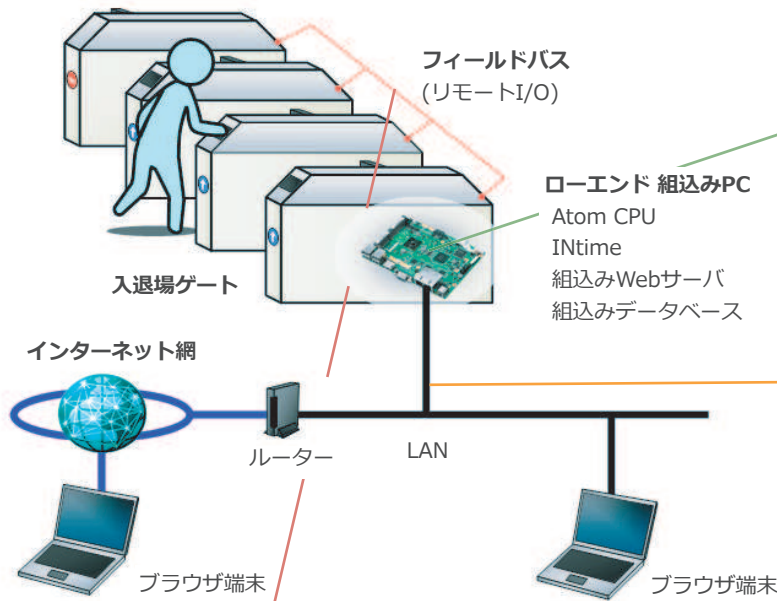 フィールドバス
(リモートI/O)
ローエンド 組込みPC
Atom CPU
INtime
組込みWebサーバ
組込みデータベース
入退場ゲート
インターネット網
ルーター
LAN
ブラウザ端末
ブラウザ端末